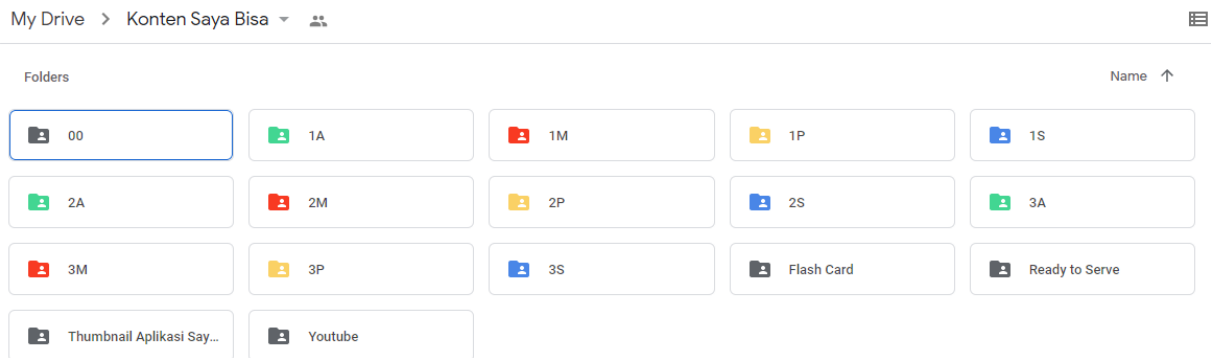 My Drive > Konten Saya Bisa
Folders Name
00 1A 1M 1P 1S
2A 2M 2P 2S 3A
3M 3P 3S Flash Card Ready to Serve
Thumbnail Aplikasi Say... Youtube